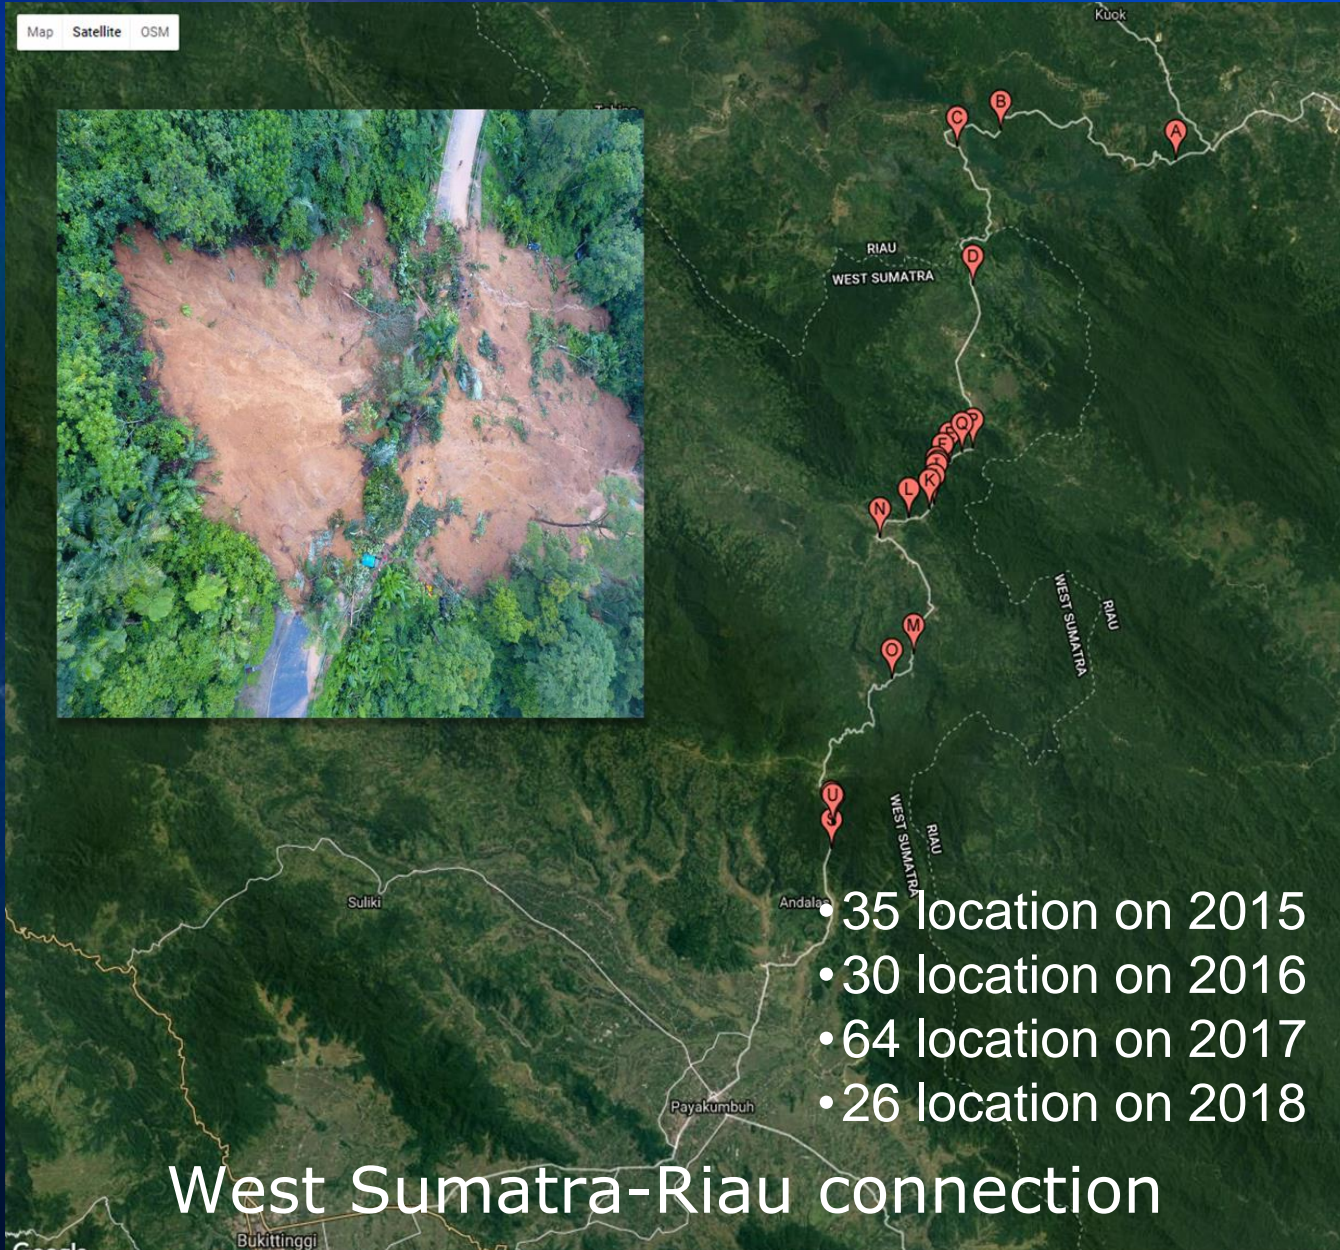 Map Satellite OSM
Kuok
B
C
A
RIAU
WEST SUMATRA
D
P
Q
E
K
L
N
WEST SUMATRA
RIAU
M
O
U
WEST SUMATRA
RIAU
Suliki
Andalas
• 35 location on 2015
• 30 location on 2016
• 64 location on 2017
• 26 location on 2018
Payakumbuh
West Sumatra-Riau connection
Bukittinggi